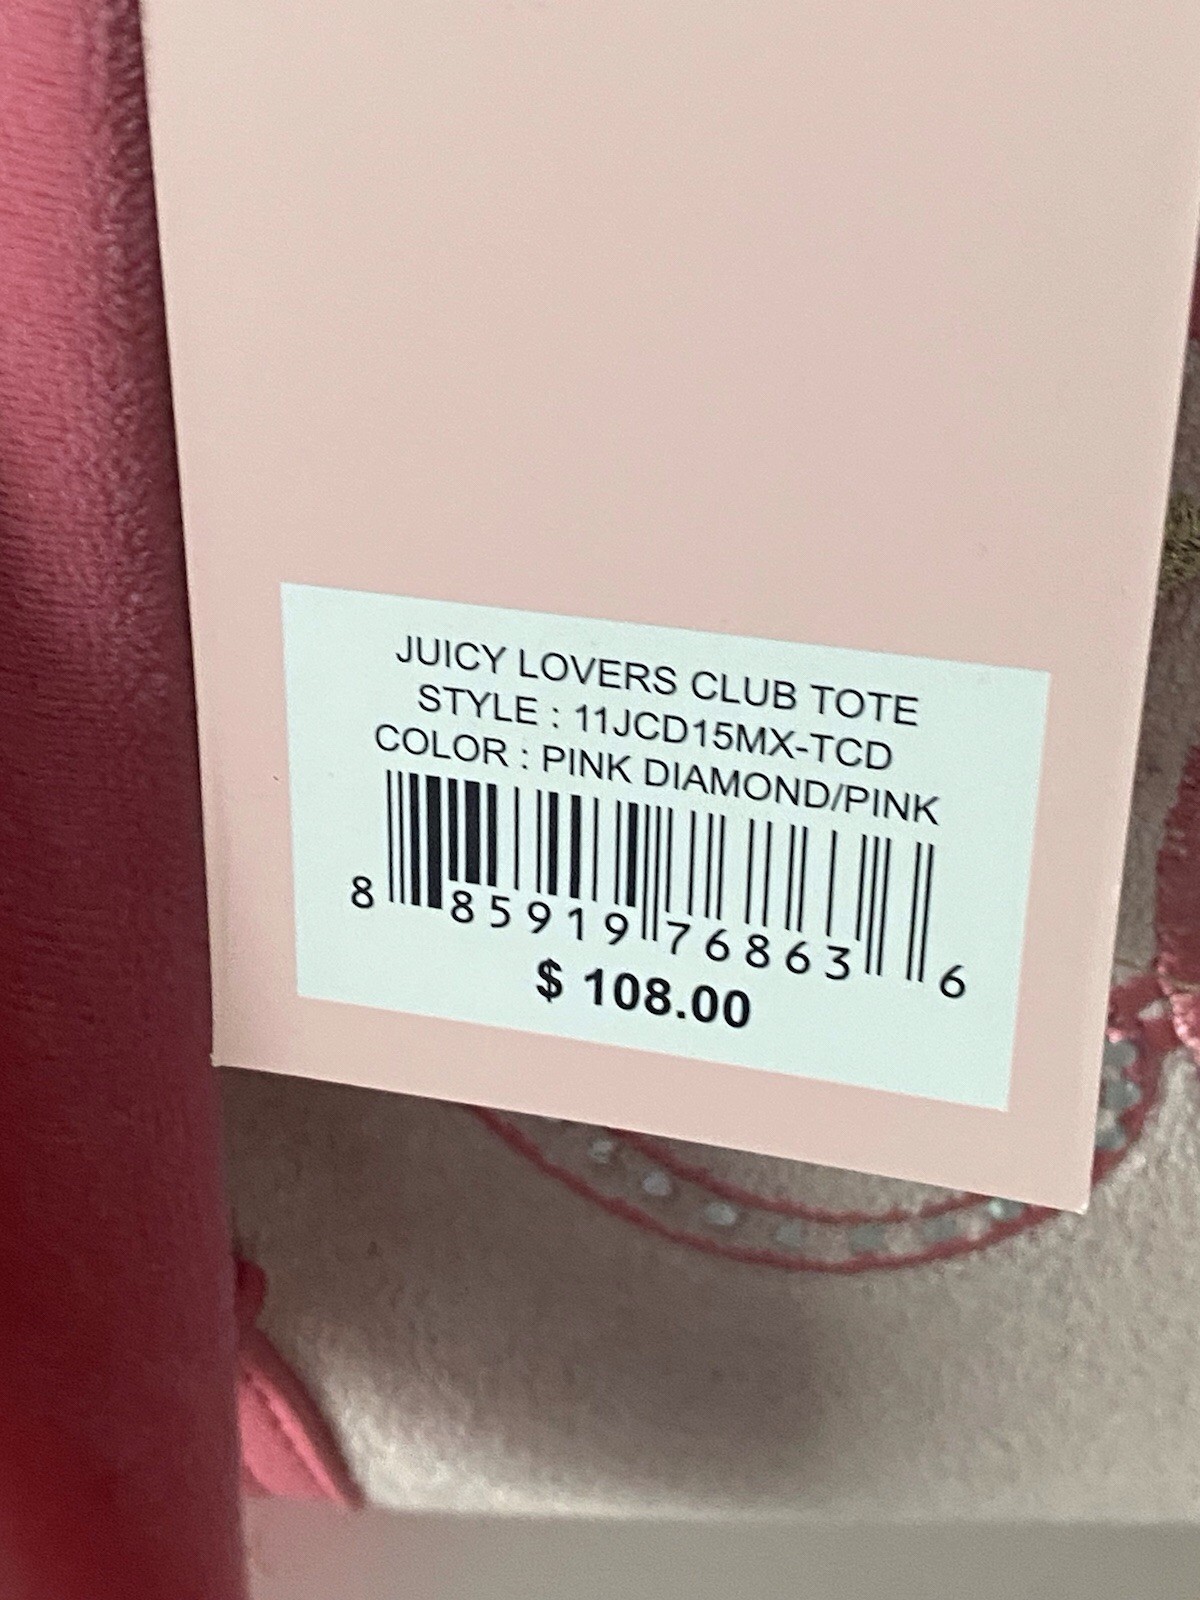 JUICY LOVERS CLUB TOTE
STYLE : 11JCD15MX-TCD
COLOR : PINK DIAMOND/PINK
8 85919 76863 6
$ 108.00